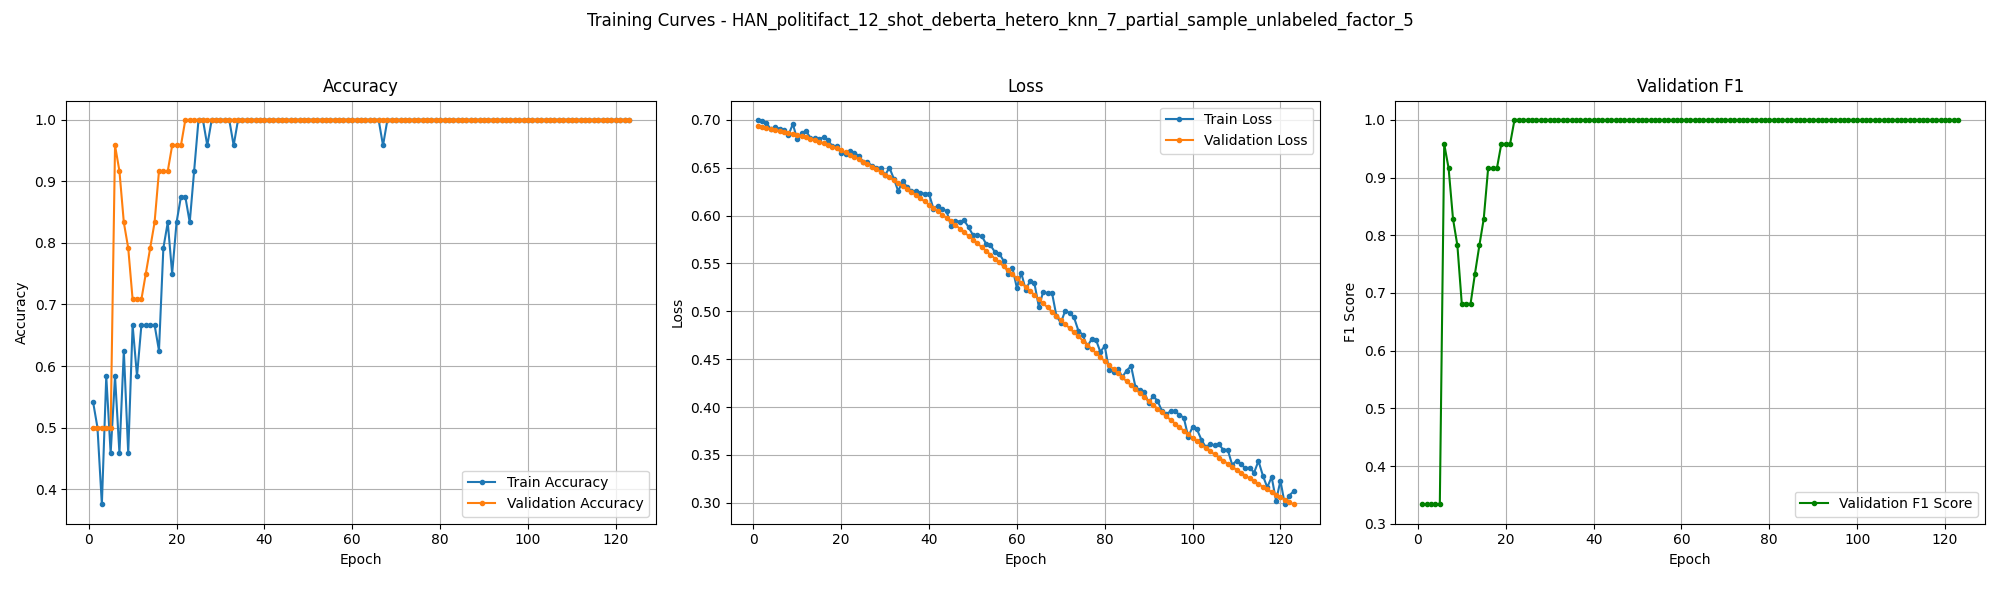 Training Curves - HAN_politifact_12_shot_deberta_hetero_knn_7_partial_sample_unlabeled_factor_5
Accuracy
Accuracy
1.0
0.9
0.8
0.7
0.6
0.5
0.4
0 20 40 60 80 100 120
Epoch
Train Accuracy
Validation Accuracy
Loss
Loss
0.70
0.65
0.60
0.55
0.50
0.45
0.40
0.35
0.30
0 20 40 60 80 100 120
Epoch
Train Loss
Validation Loss
Validation F1
F1 Score
1.0
0.9
0.8
0.7
0.6
0.5
0.4
0.3
0 20 40 60 80 100 120
Epoch
Validation F1 Score